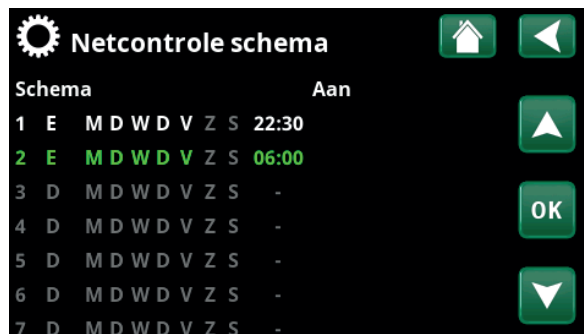 Netcontrole schema
Schema Aan
1 E M D W D V Z S 22:30
2 E M D W D V Z S 06:00
3 D M D W D V Z S -
4 D M D W D V Z S -
OK
5 D M D W D V Z S -
6 D M D W D V Z S -
7 D M D W D V Z S -